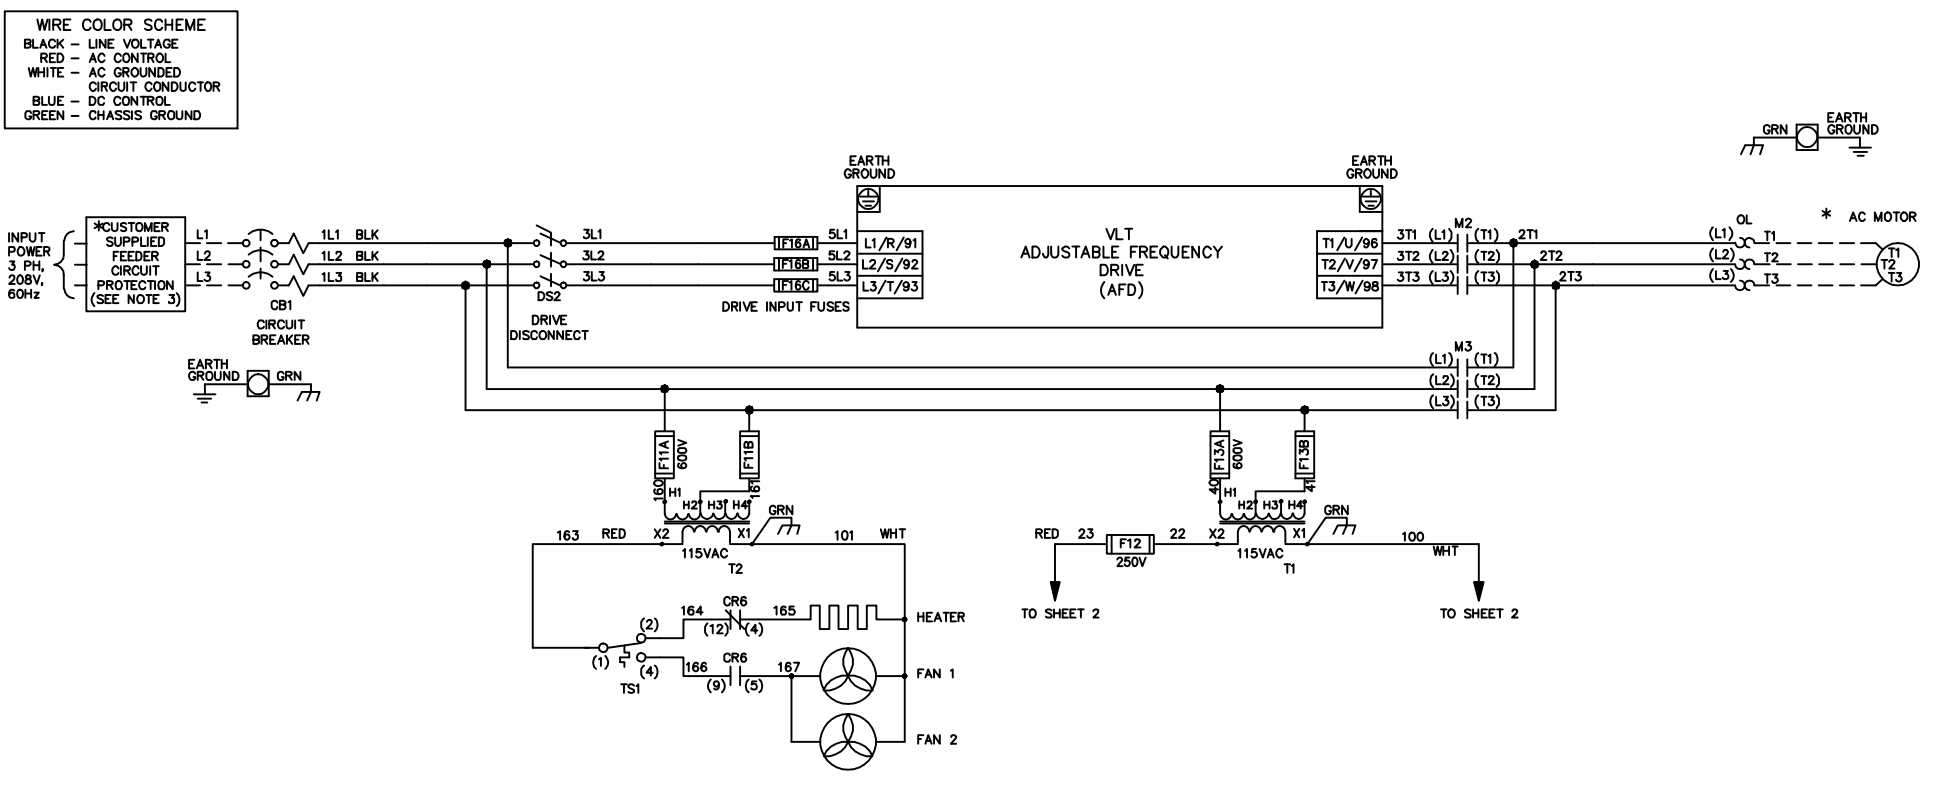 WIRE COLOR SCHEME
BLACK – LINE VOLTAGE
RED – AC CONTROL
WHITE – AC GROUNDED
CIRCUIT CONDUCTOR
BLUE – DC CONTROL
GREEN – CHASSIS GROUND
GRN
EARTH
GROUND
INPUT
POWER
3 PH,
208V,
60Hz
*CUSTOMER
SUPPLIED
FEEDER
CIRCUIT
PROTECTION
(SEE NOTE 3)
L1
L2
L3
CB1
CIRCUIT
BREAKER
1L1 BLK
1L2 BLK
1L3 BLK
EARTH
GROUND
GRN
DS2
DRIVE
DISCONNECT
3L1
3L2
3L3
F16A
F16B
F16C
DRIVE INPUT FUSES
5L1
5L2
5L3
EARTH
GROUND
L1/R/91
L2/S/92
L3/T/93
VLT
ADJUSTABLE FREQUENCY
DRIVE
(AFD)
EARTH
GROUND
T1/U/96
T2/V/97
T3/W/98
M2
3T1 (L1) (T1) 2T1
3T2 (L2) (T2) 2T2
3T3 (L3) (T3) 2T3
M3
(L1) (T1)
(L2) (T2)
(L3) (T3)
OL
(L1) T1
(L2) T2
(L3) T3
* AC MOTOR
T1
T2
T3
F11A
600V
F11B
160
161
H1 H2 H3 H4
GRN
163 RED X2 X1 101 WHT
115VAC
T2
F13A
600V
F13B
40
41
H1 H2 H3 H4
GRN
RED 23 F12 22 X2 X1 100 WHT
250V
115VAC
T1
TO SHEET 2
TO SHEET 2
164 CR6 165
(12) (4)
HEATER
(2)
(1)
(4)
TS1
166 CR6 167
(9) (5)
FAN 1
FAN 2